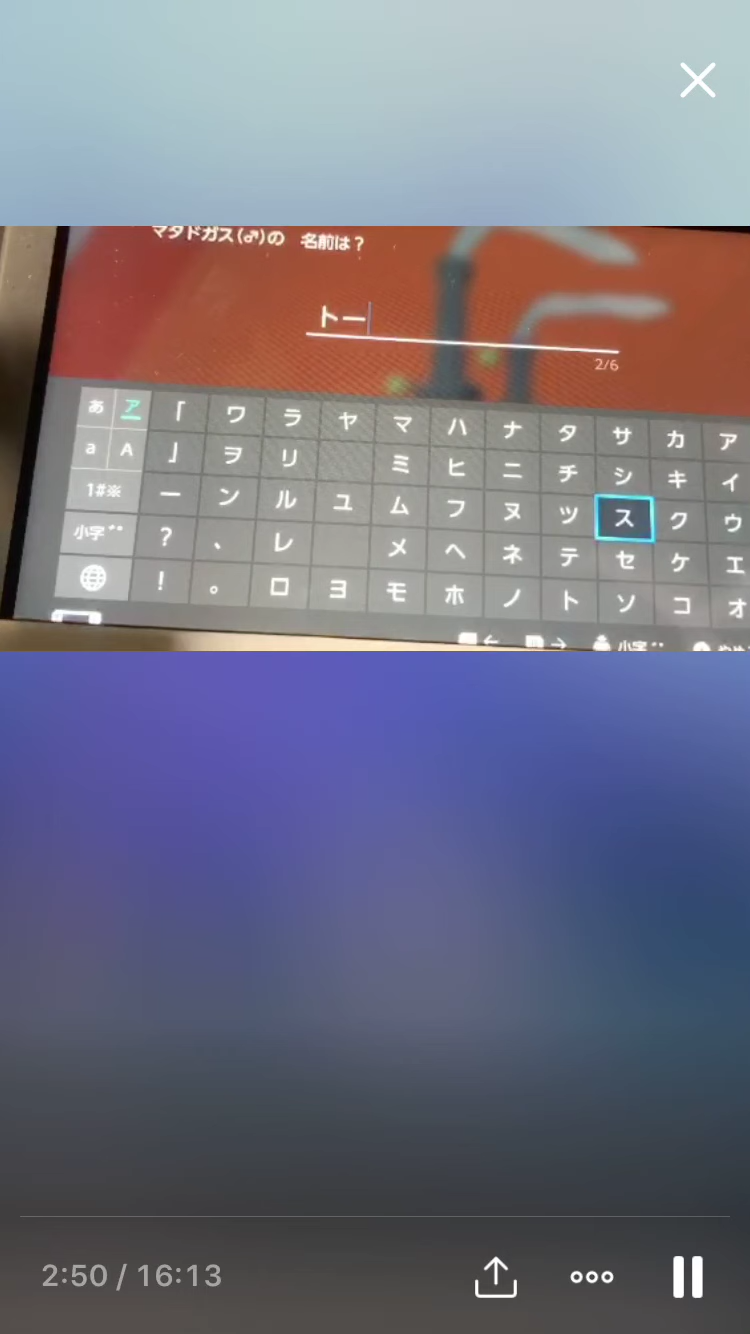 マタドガス(♂)の 名前は?
トー
2/6
あ ア 「 ワ ラ ヤ マ ハ ナ タ サ カ ア
a A 」 ヲ リ ミ ヒ ニ チ シ キ イ
1#※ ー ン ル ユ ム フ ヌ ツ ス ク ウ
小字゛゜ ? 、 レ メ ヘ ネ テ セ ケ エ
! 。 ロ ヨ モ ホ ノ ト ソ コ オ
← → 小字゛゜
2:50 / 16:13